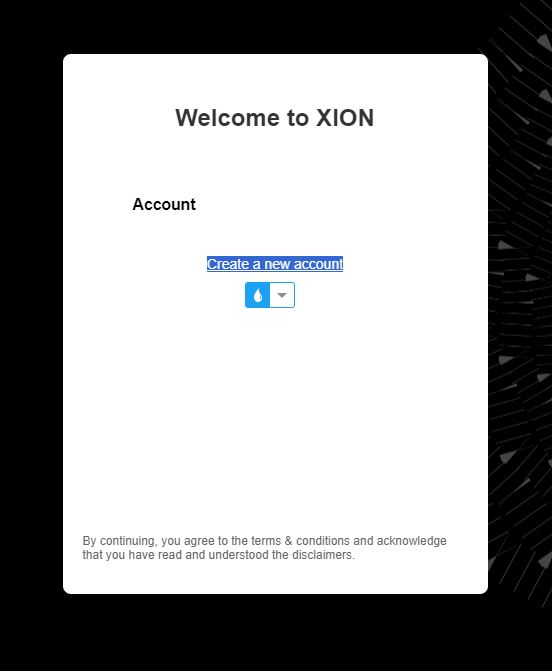 Welcome to XION
Account
Create a new account
By continuing, you agree to the terms & conditions and acknowledge
that you have read and understood the disclaimers.